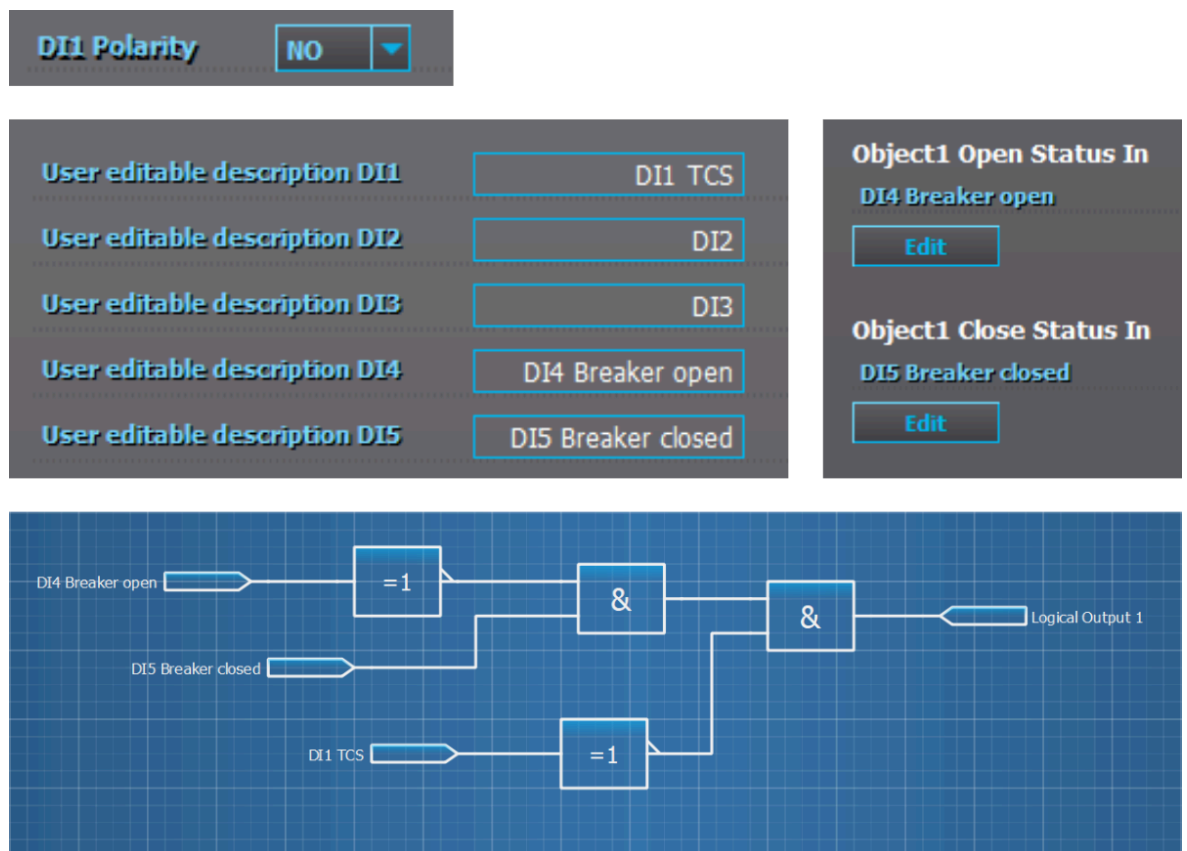 DI1 Polarity NO
User editable description DI1 DI1 TCS
User editable description DI2 DI2
User editable description DI3 DI3
User editable description DI4 DI4 Breaker open
User editable description DI5 DI5 Breaker closed
Object1 Open Status In
DI4 Breaker open
Edit
Object1 Close Status In
DI5 Breaker closed
Edit
DI4 Breaker open =1 & & Logical Output 1
DI5 Breaker closed
DI1 TCS =1